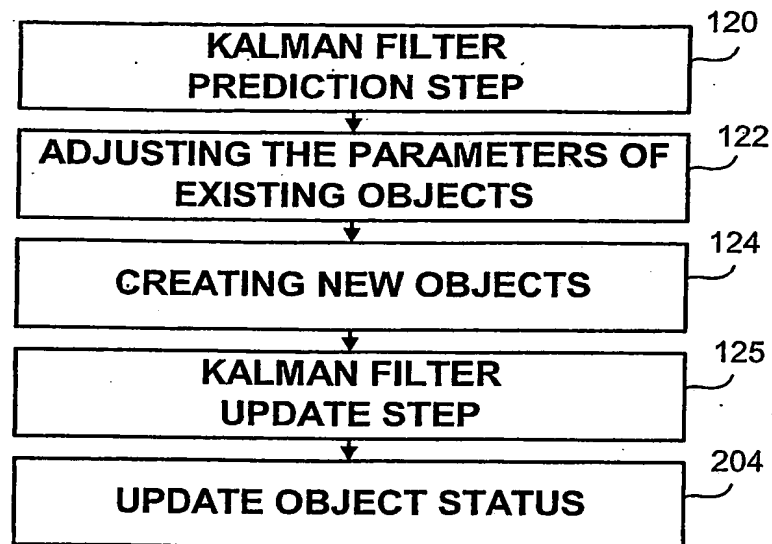 KALMAN FILTER
PREDICTION STEP
120
ADJUSTING THE PARAMETERS OF
EXISTING OBJECTS
122
CREATING NEW OBJECTS
124
KALMAN FILTER
UPDATE STEP
125
UPDATE OBJECT STATUS
204